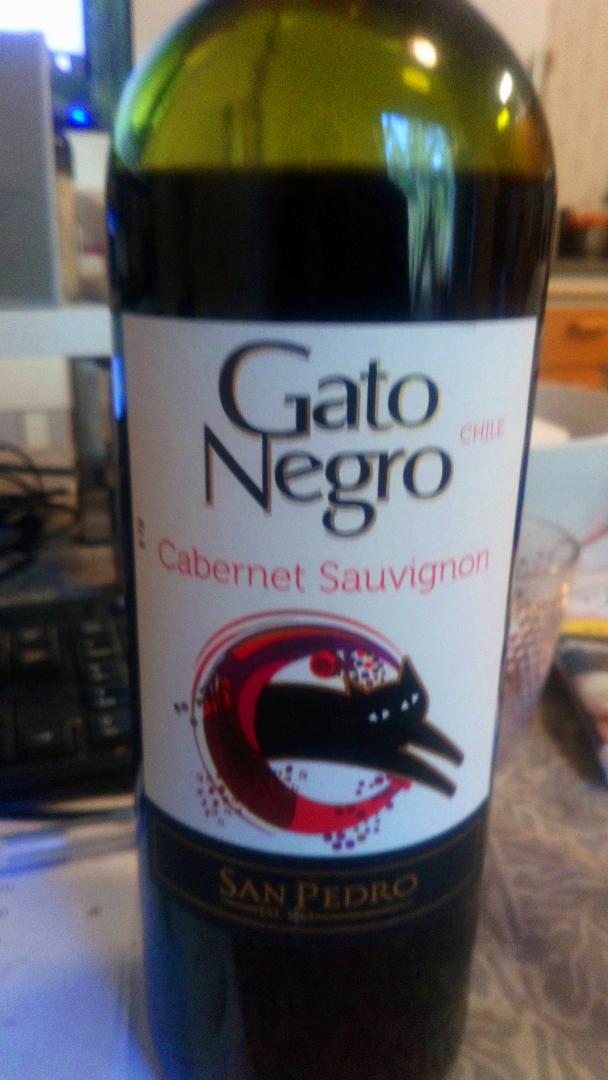 Gato
Negro
CHILE
Cabernet Sauvignon
SAN PEDRO